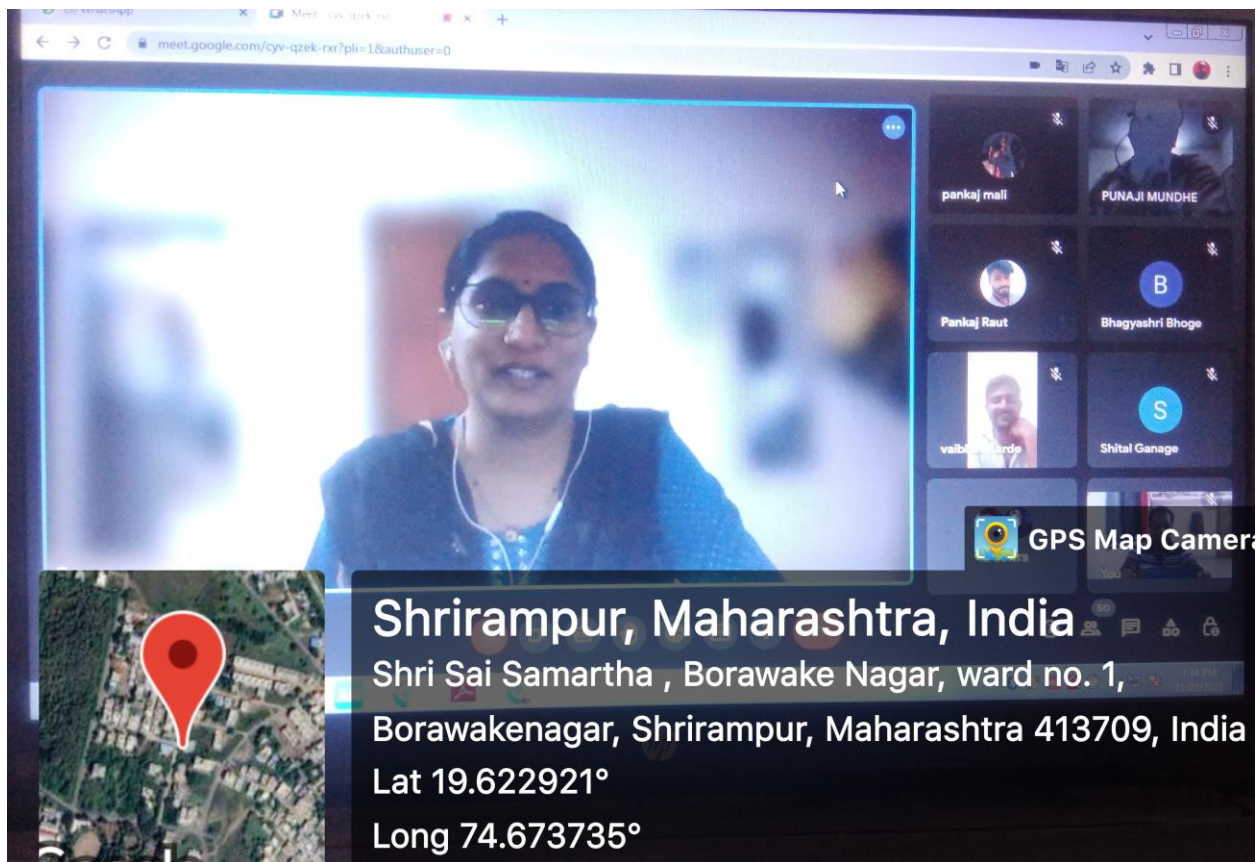 WhatsApp
Meet
meet.google.com/cyv-qzek-rxr?pli=1&authuser=0
pankaj mali
PUNAJI MUNDHE
Pankaj Raut
B
Bhagyashri Bhoge
S
Shital Ganage
GPS Map Camera
You
60
Shrirampur, Maharashtra, India
Shri Sai Samartha , Borawake Nagar, ward no. 1,
Borawakenagar, Shrirampur, Maharashtra 413709, India
Lat 19.622921°
Long 74.673735°